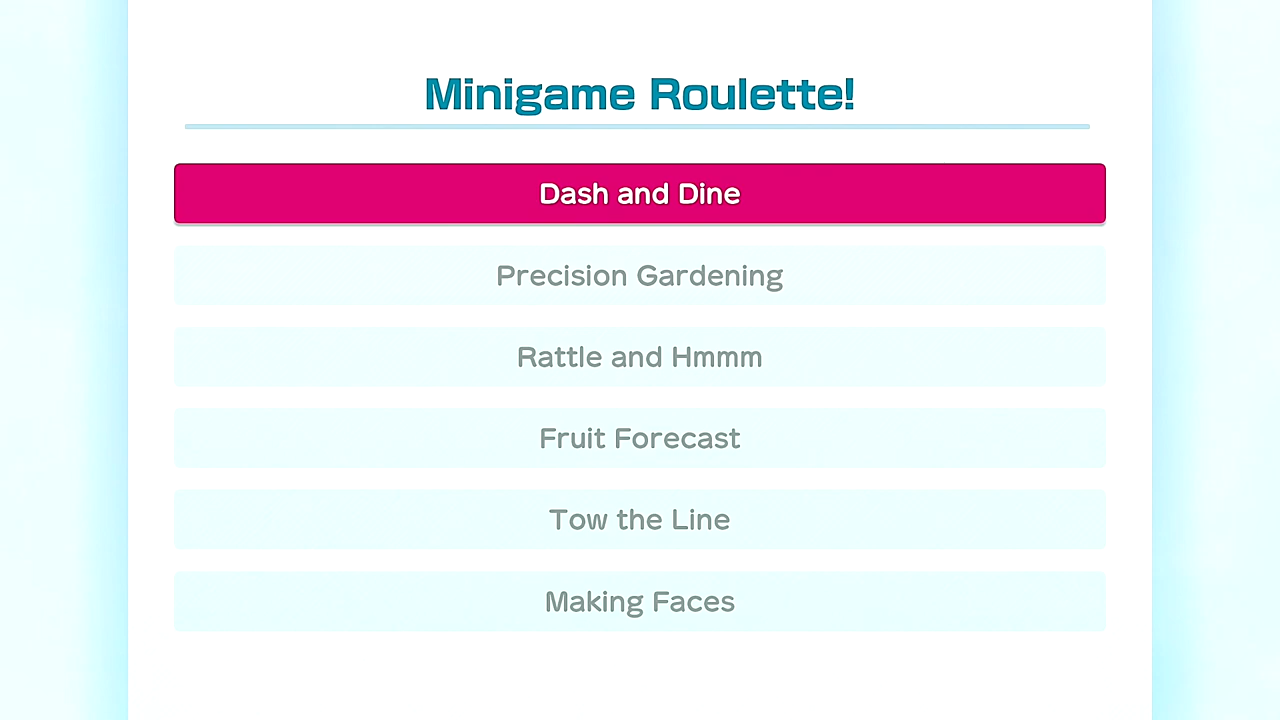 Minigame Roulette!
Dash and Dine
Precision Gardening
Rattle and Hmmm
Fruit Forecast
Tow the Line
Making Faces